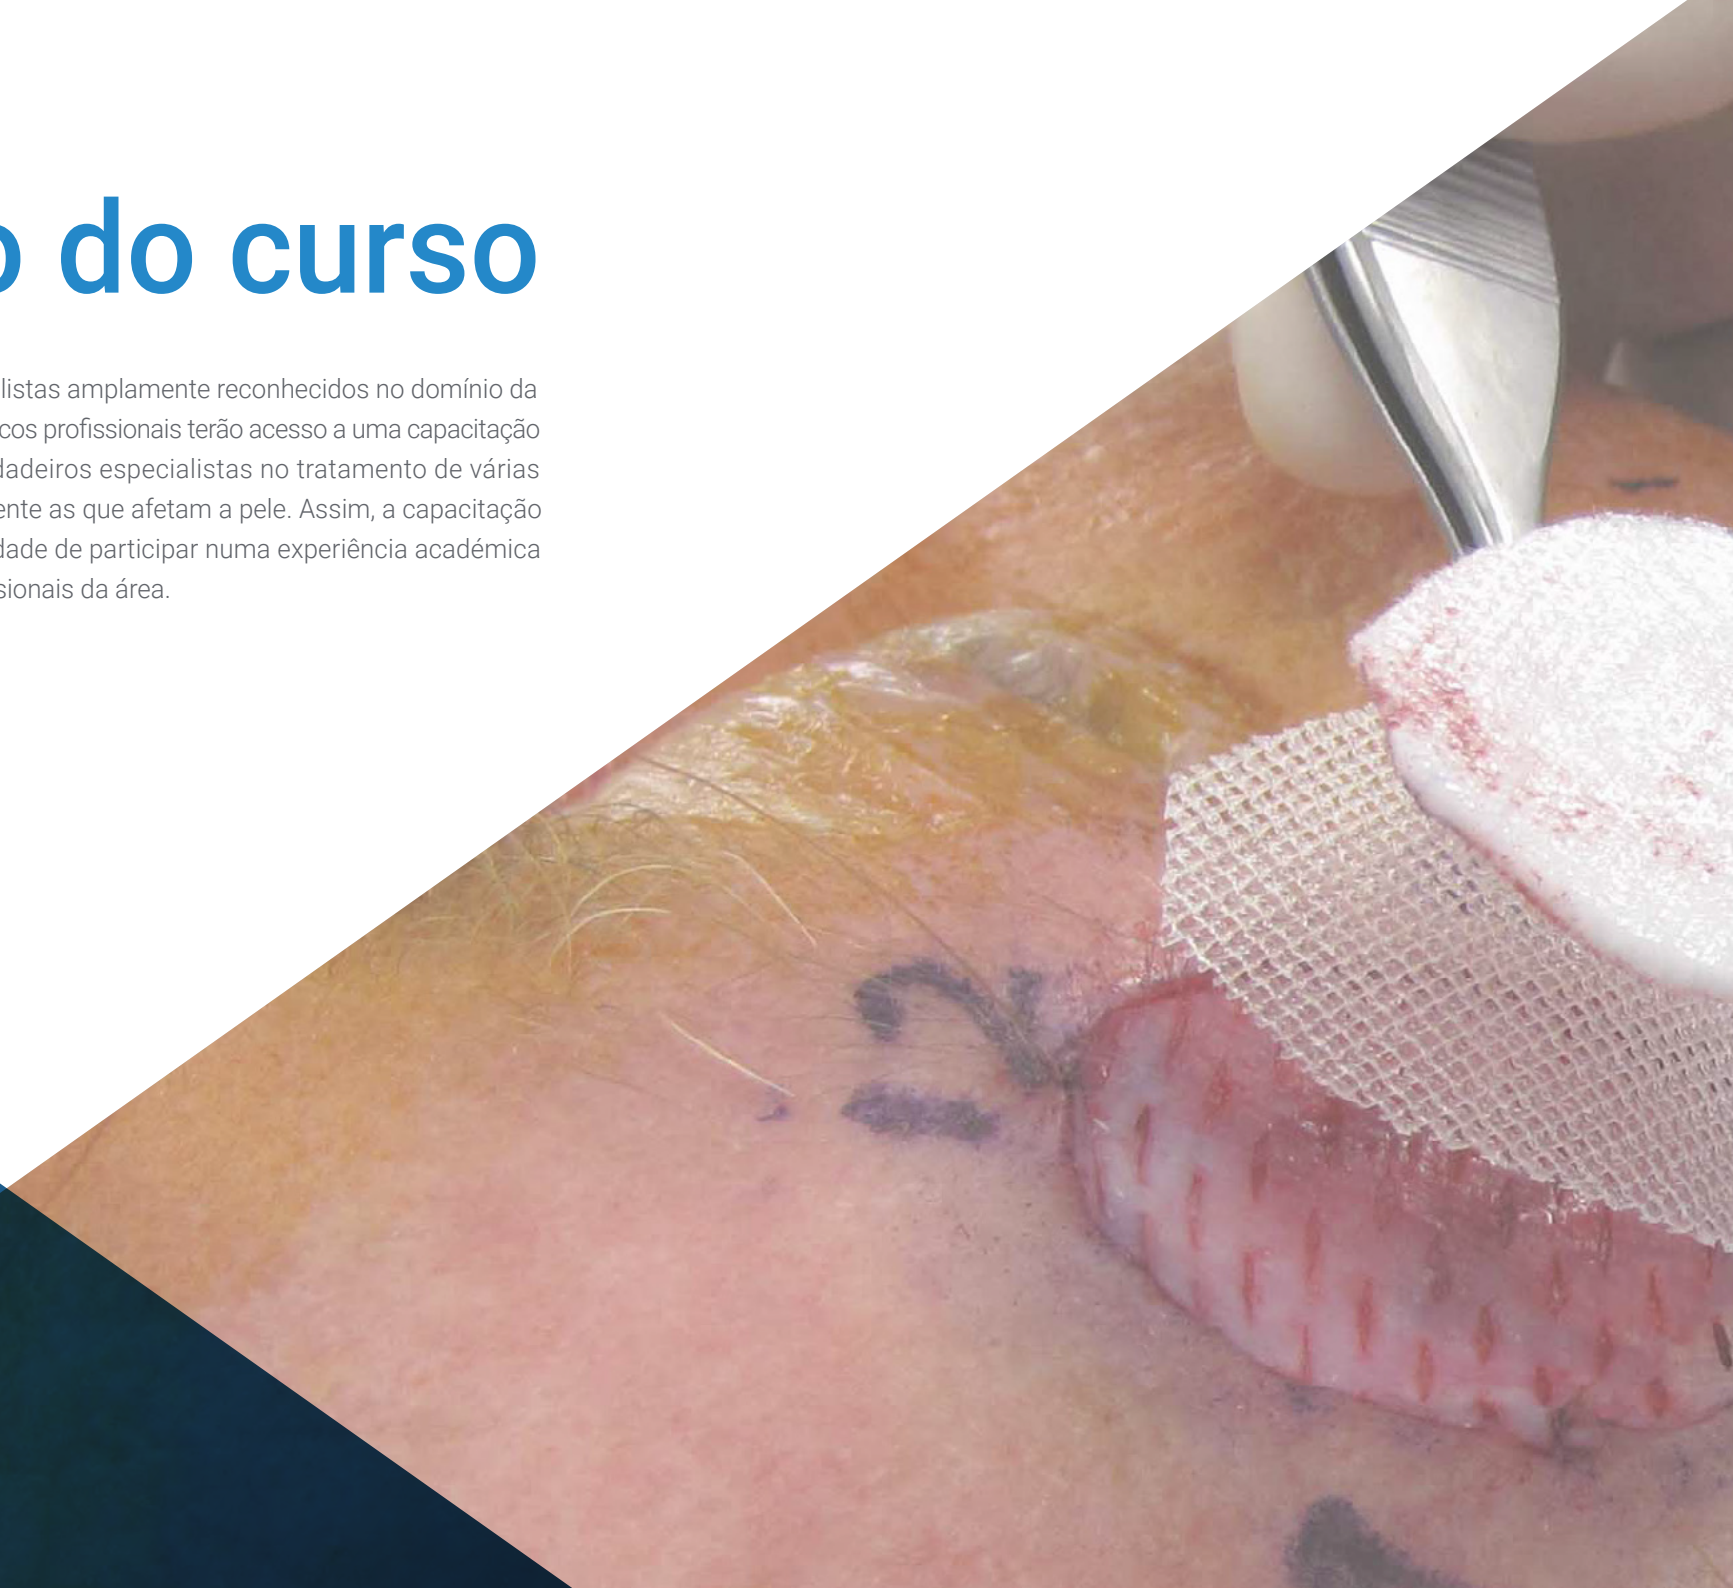 do curso
listas amplamente reconhecidos no domínio da
cos profissionais terão acesso a uma capacitação
dadeiros especialistas no tratamento de várias
ente as que afetam a pele. Assim, a capacitação
dade de participar numa experiência académica
sionais da área.